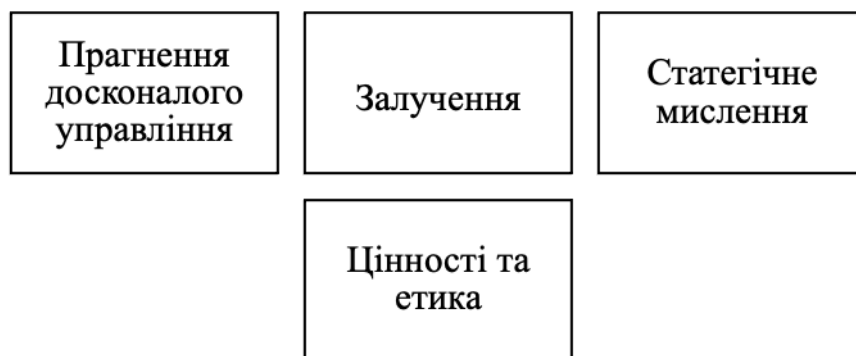 Прагнення
досконалого
управління
Залучення
Статегічне
мислення
Цінності та
етика